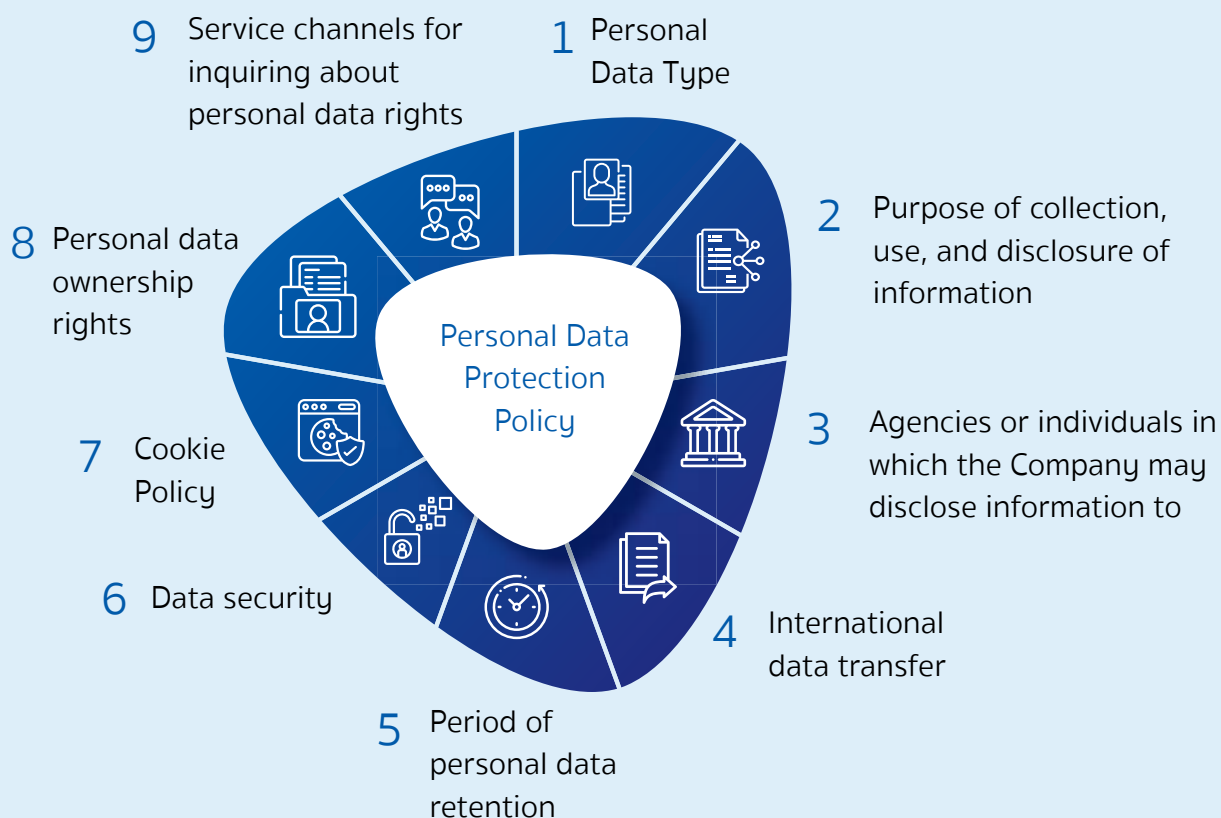 Personal Data
Protection
Policy
1 Personal
Data Type
2 Purpose of collection,
use, and disclosure of
information
3 Agencies or individuals in
which the Company may
disclose information to
4 International
data transfer
5 Period of
personal data
retention
6 Data security
7 Cookie
Policy
8 Personal data
ownership
rights
9 Service channels for
inquiring about
personal data rights